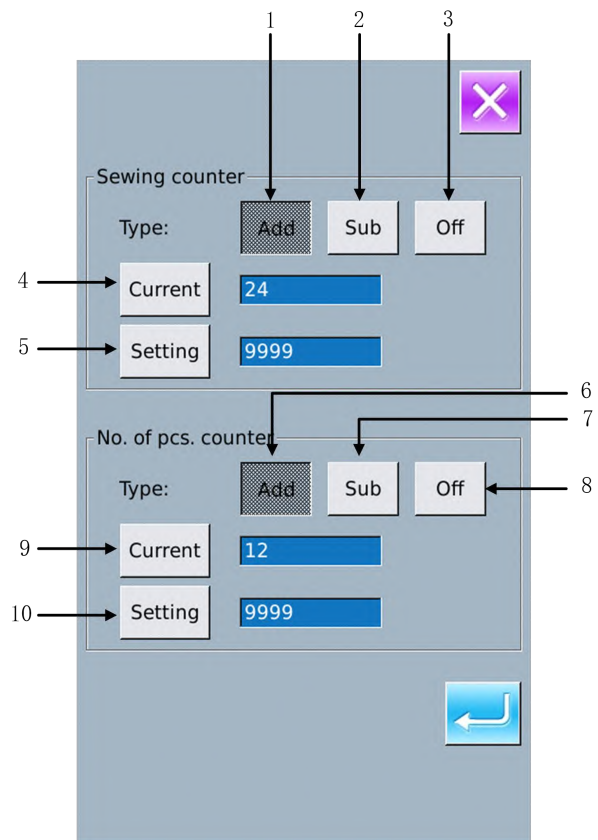 1 2 3
Sewing counter
Type: Add Sub Off
4 Current 24
5 Setting 9999
6
7
No. of pcs. counter
Type: Add Sub Off 8
9 Current 12
10 Setting 9999